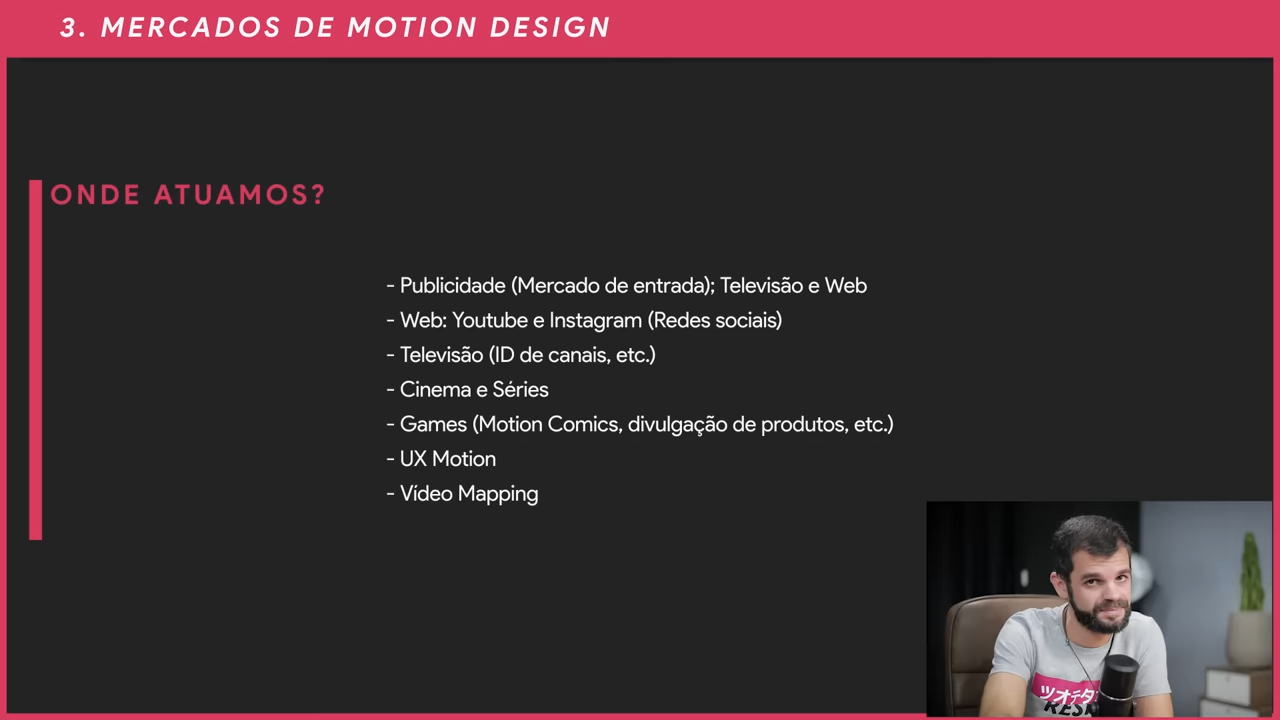 3. MERCADOS DE MOTION DESIGN
ONDE ATUAMOS?
- Publicidade (Mercado de entrada); Televisão e Web
- Web: Youtube e Instagram (Redes sociais)
- Televisão (ID de canais, etc.)
- Cinema e Séries
- Games (Motion Comics, divulgação de produtos, etc.)
- UX Motion
- Vídeo Mapping